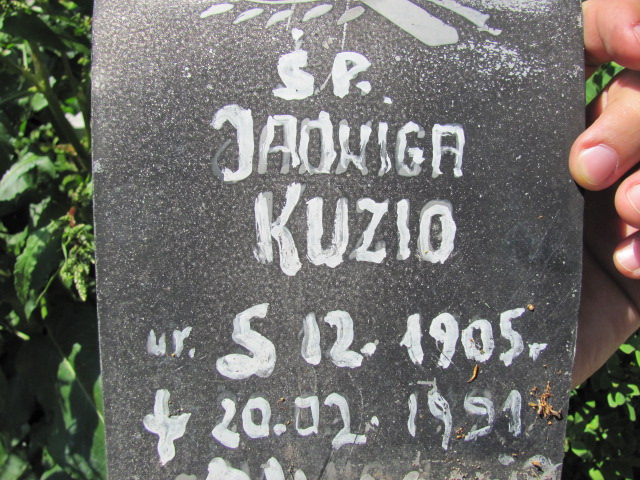 Ś.P.
JADWIGA
KUZIO
ur. 5 12. 1905r.
20.02. 1991